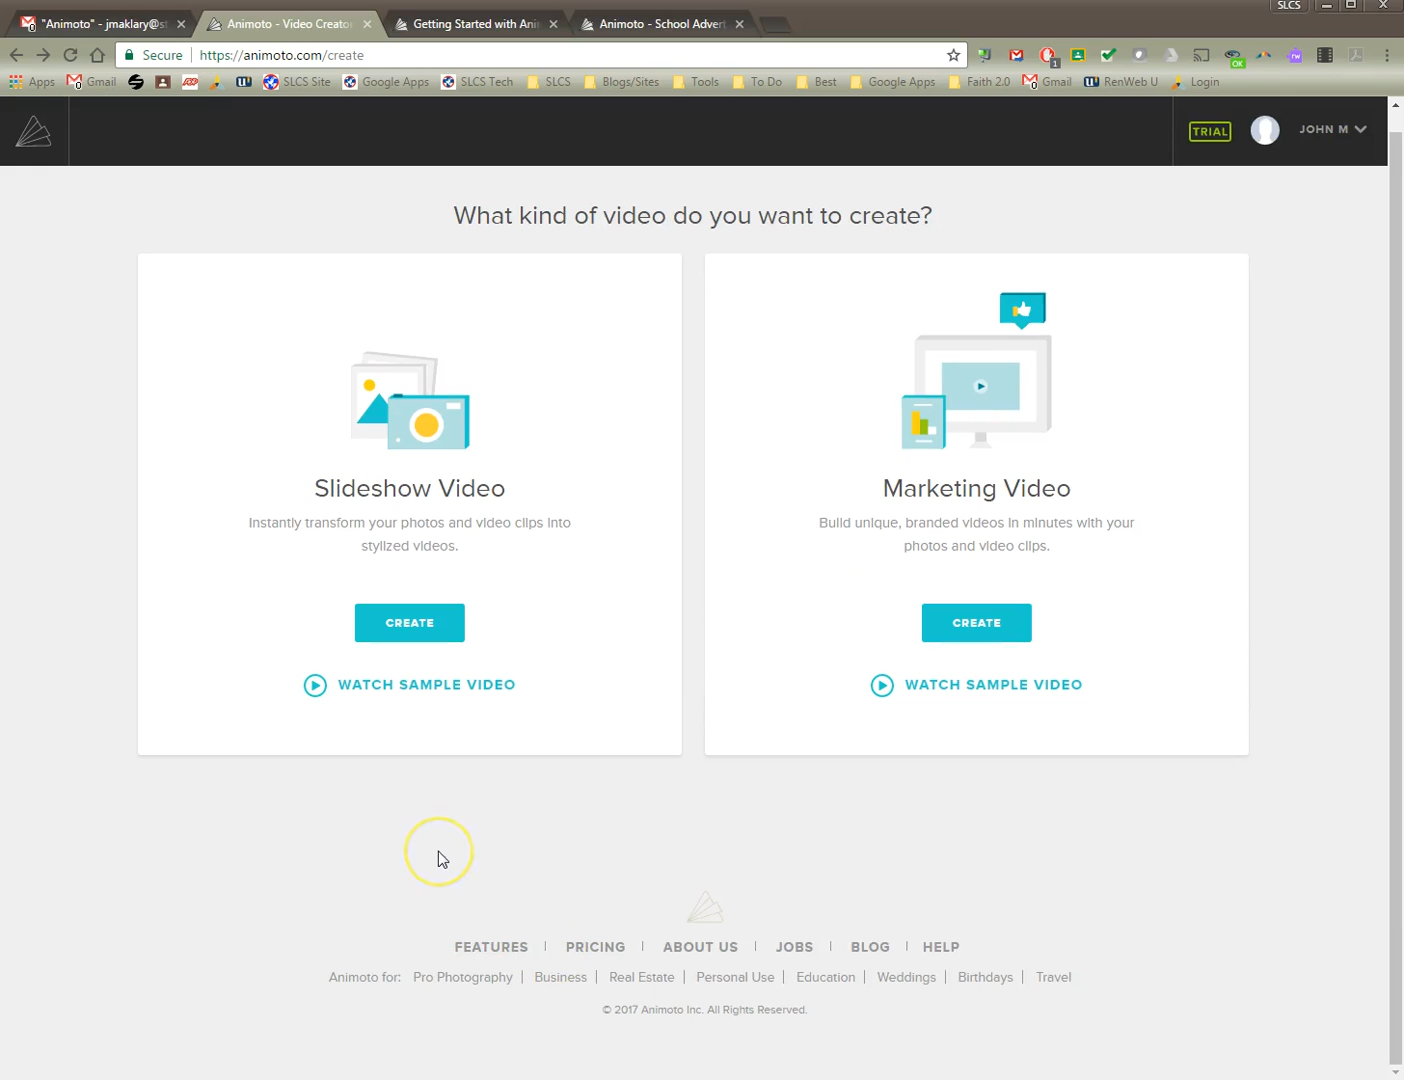 SLCS
"Animoto" - jmaklary@st
Animoto - Video Creato
Getting Started with Ani
Animoto - School Advert
Secure
https://animoto.com/create
1
OK
rw
Apps
Gmail
SLCS Site
Google Apps
SLCS Tech
SLCS
Blogs/Sites
Tools
To Do
Best
Google Apps
Faith 2.0
Gmail
RenWeb U
Login
TRIAL
JOHN M
What kind of video do you want to create?
Slideshow Video
Instantly transform your photos and video clips into
stylized videos.
CREATE
WATCH SAMPLE VIDEO
Marketing Video
Build unique, branded videos in minutes with your
photos and video clips.
CREATE
WATCH SAMPLE VIDEO
FEATURES | PRICING | ABOUT US | JOBS | BLOG | HELP
Animoto for: Pro Photography | Business | Real Estate | Personal Use | Education | Weddings | Birthdays | Travel
© 2017 Animoto Inc. All Rights Reserved.